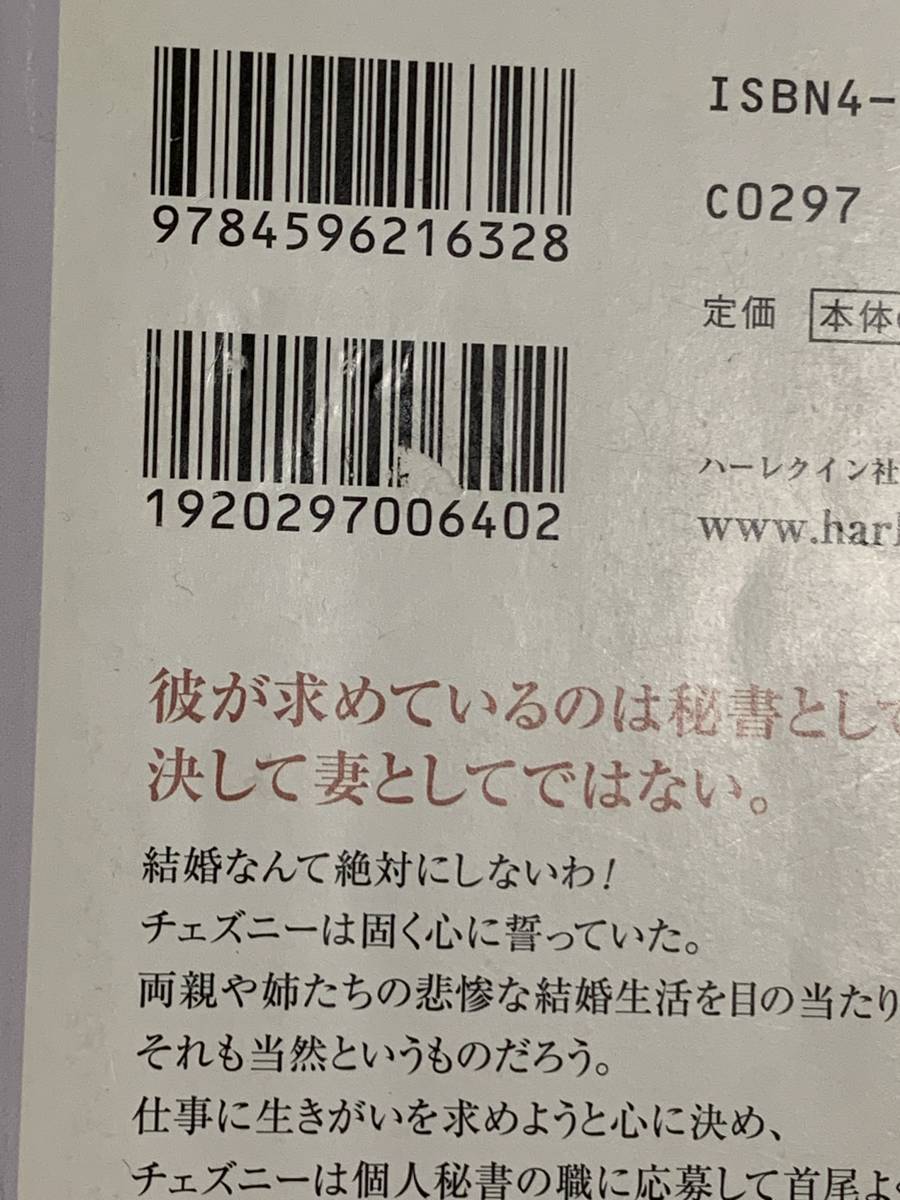 9784596216328
ISBN4-
C0297
定価 本体
1920297006402
ハーレクイン社
www.harl
彼が求めているのは秘書として
決して妻としてではない。
結婚なんて絶対にしないわ!
チェズニーは固く心に誓っていた。
両親や姉たちの悲惨な結婚生活を目の当たり
それも当然というものだろう。
仕事に生きがいを求めようと心に決め、
チェズニーは個人秘書の職に応募して首尾よ